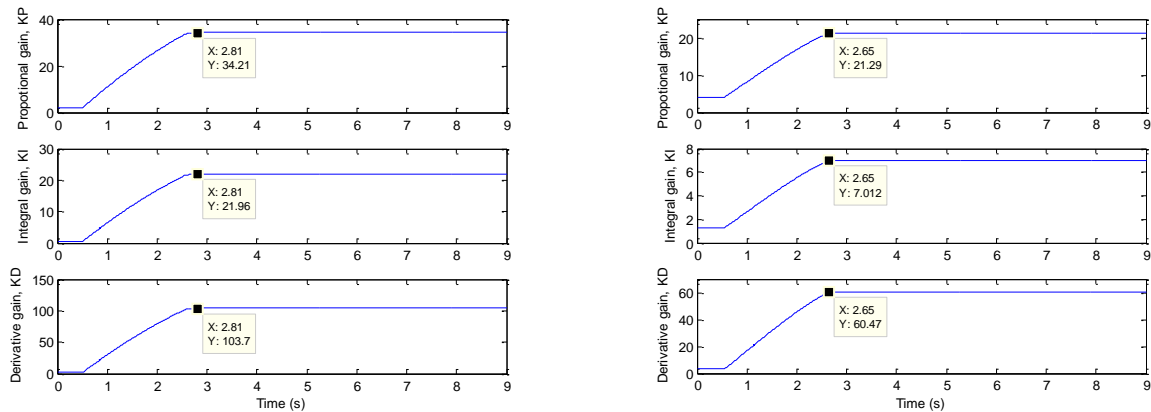 Propotional gain, KP
40
20
0
X: 2.81
Y: 34.21
0 1 2 3 4 5 6 7 8 9
Integral gain, KI
30
20
10
0
X: 2.81
Y: 21.96
0 1 2 3 4 5 6 7 8 9
Derivative gain, KD
150
100
50
0
X: 2.81
Y: 103.7
0 1 2 3 4 5 6 7 8 9
Time (s)
Propotional gain, KP
20
10
0
X: 2.65
Y: 21.29
0 1 2 3 4 5 6 7 8 9
Integral gain, KI
8
6
4
2
0
X: 2.65
Y: 7.012
0 1 2 3 4 5 6 7 8 9
Derivative gain, KD
60
40
20
0
X: 2.65
Y: 60.47
0 1 2 3 4 5 6 7 8 9
Time (s)